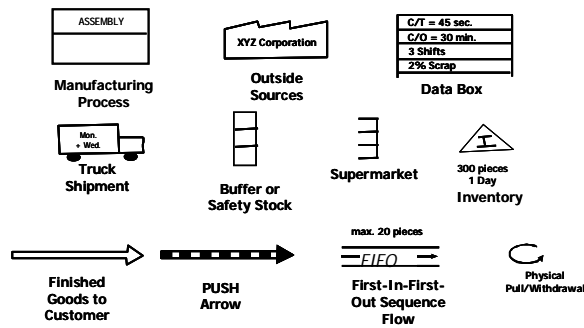 ASSEMBLY
Manufacturing
Process
XYZ Corporation
Outside
Sources
C/T = 45 sec.
C/O = 30 min.
3 Shifts
2% Scrap
Data Box
Mon.
+ Wed.
Truck
Shipment
Buffer or
Safety Stock
Supermarket
I
300 pieces
1 Day
Inventory
Finished
Goods to
Customer
PUSH
Arrow
max. 20 pieces
FIFO
First-In-First-
Out Sequence
Flow
Physical
Pull/Withdrawal